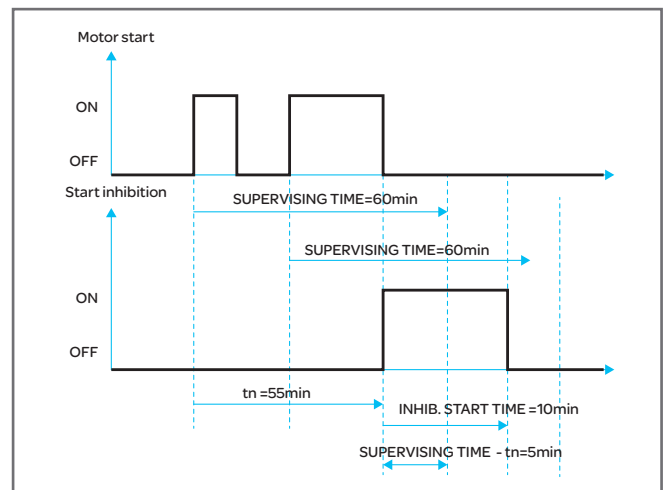 Motor start
ON
OFF
Start inhibition
SUPERVISING TIME=60min
SUPERVISING TIME=60min
ON
OFF
tn =55min
INHIB. START TIME =10min
SUPERVISING TIME - tn=5min